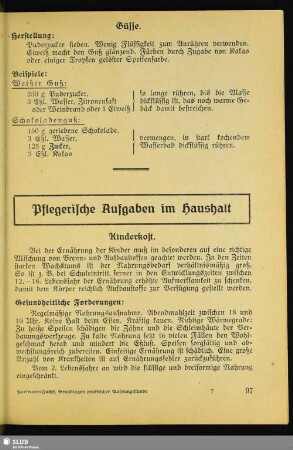 Güsse.
Herstellung:
Puderzucker sieben. Wenig Flüssigkeit zum Anrühren verwenden.
Eiweiß macht den Guß glänzend. Färben durch Zugabe von Kakao
oder einiger Tropfen gelöster Speisenfarbe.
Beispiele:
Weißer Guß:
250 g Puderzucker,
3 Eßl. Wasser, Zitronensaft
oder Weinbrand oder 1 Eiweiß
so lange rühren, bis die Masse
dickflüssig ist, das noch warme Ge-
bäck damit bestreichen.
Schokoladenguß:
150 g geriebene Schokolade,
3 Eßl. Wasser,
125 g Zucker,
2 Eßl. Kakao
vermengen, in stark kochendem
Wasserbad dickflüssig rühren.
Pflegerische Aufgaben im Haushalt
Kinderkost.
Bei der Ernährung der Kinder muß im besonderen auf eine richtige
Mischung von Brenn- und Aufbaustoffen geachtet werden. In den Zeiten
starken Wachstums ist der Nahrungsbedarf verhältnismäßig groß.
So ist z. B. bei Schuleintritt, ferner in den Entwicklungszeiten zwischen
12.–16. Lebensjahr der Ernährung erhöhte Aufmerksamkeit zu schenken,
damit dem Körper reichlich Aufbaustoffe zur Verfügung gestellt werden.
Gesundheitliche Forderungen:
Regelmäßige Nahrungsaufnahme. Abendmahlzeit zwischen 18 und
19 Uhr. Keine Hast beim Essen. Kräftig kauen. Richtige Wärmegrade:
Zu heiße Speisen schädigen die Zähne und die Schleimhäute der Ver-
dauungswerkzeuge. Zu kalte Nahrung setzt in vielen Fällen den Wohl-
geschmack herab und mindert die Eßlust. Speisen sorgfältig und ab-
wechslungsreich zubereiten. Einseitige Ernährung ist schädlich. Eine große
Anzahl von Krankheiten ist auf Ernährungsfehler zurückzuführen.
Vom 2. Lebensjahre an wird die flüssige und breiförmige Nahrung
eingeschränkt.
7
97
SLUB